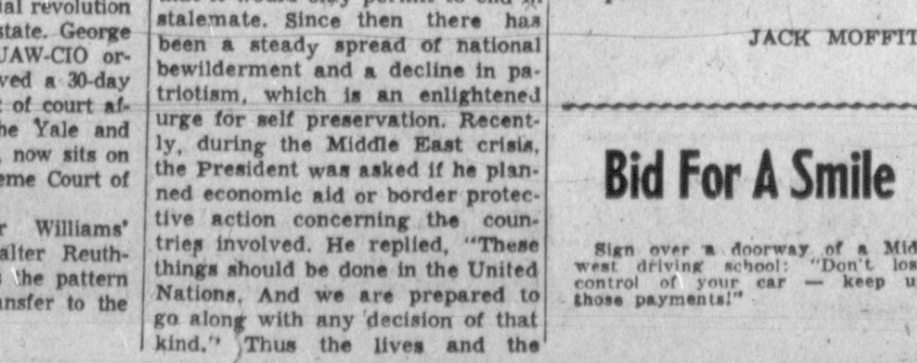 ial revolution
state. George
UAW-CIO or-
ved a 30-day
of court af-
he Yale and
, now sits on
eme Court of
r Williams'
alter Reuth-
the pattern
ansfer to the
stalemate. Since then there has
been a steady spread of national
bewilderment and a decline in pa-
triotism, which is an enlightened
urge for self preservation. Recent-
ly, during the Middle East crisis,
the President was asked if he plan-
ned economic aid or border protec-
tive action concerning the coun-
tries involved. He replied, "These
things should be done in the United
Nations. And we are prepared to
go along with any decision of that
kind." Thus the lives and the
JACK MOFFIT
Bid For A Smile
Sign over a doorway of a Mid
west driving school: "Don't los
control of your car — keep u
those payments!"